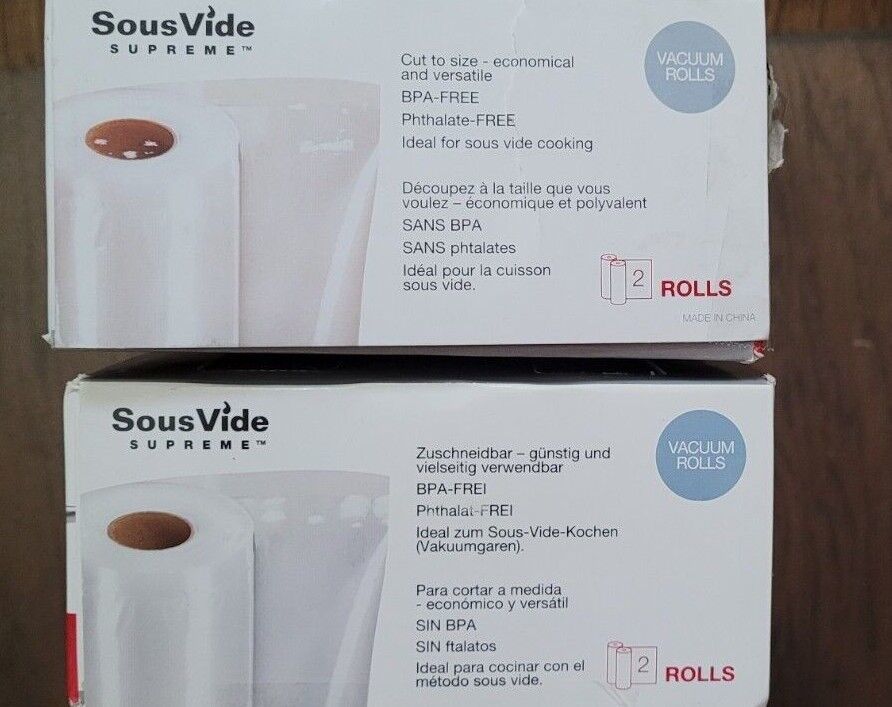 SousVide
SUPREME™
Cut to size - economical
and versatile
BPA-FREE
Phthalate-FREE
Ideal for sous vide cooking
Découpez à la taille que vous
voulez – économique et polyvalent
SANS BPA
SANS phtalates
Idéal pour la cuisson
sous vide.
VACUUM
ROLLS
2
ROLLS
MADE IN CHINA
SousVide
SUPREME™
Zuschneidbar – günstig und
vielseitig verwendbar
BPA-FREI
Phthalat-FREI
Ideal zum Sous-Vide-Kochen
(Vakuumgaren).
Para cortar a medida
- económico y versátil
SIN BPA
SIN ftalatos
Ideal para cocinar con el
método sous vide.
VACUUM
ROLLS
2
ROLLS